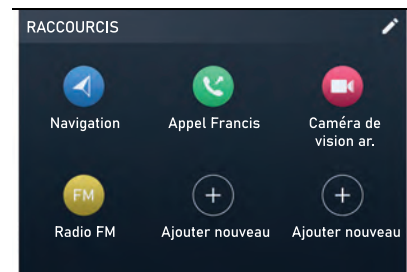 RACCOURCIS
Navigation
Appel Francis
Caméra de
vision ar.
FM
Radio FM
Ajouter nouveau
Ajouter nouveau